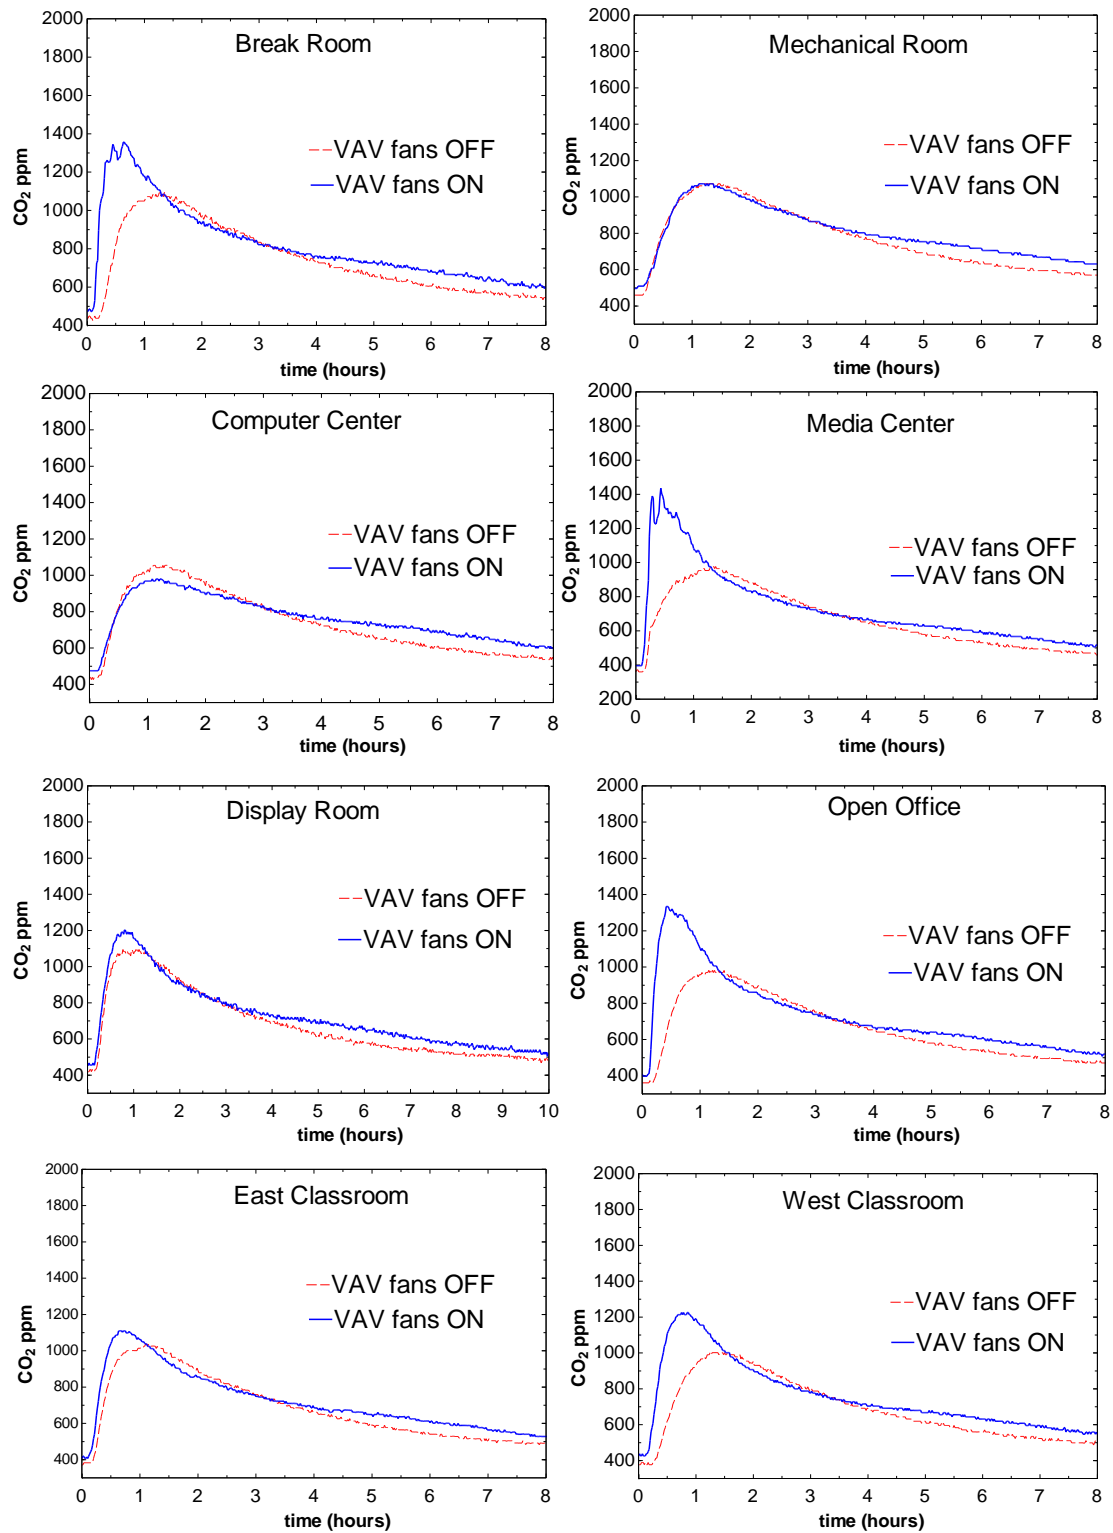 Break Room
2000
1800
1600
1400
1200
1000
800
600
400
CO2 ppm
VAV fans OFF
VAV fans ON
0 1 2 3 4 5 6 7 8
time (hours)
Mechanical Room
2000
1800
1600
1400
1200
1000
800
600
400
CO2 ppm
VAV fans OFF
VAV fans ON
0 1 2 3 4 5 6 7 8
time (hours)
Computer Center
2000
1800
1600
1400
1200
1000
800
600
400
CO2 ppm
VAV fans OFF
VAV fans ON
0 1 2 3 4 5 6 7 8
time (hours)
Media Center
2000
1800
1600
1400
1200
1000
800
600
400
200
CO2 ppm
VAV fans OFF
VAV fans ON
0 1 2 3 4 5 6 7 8
time (hours)
Display Room
2000
1800
1600
1400
1200
1000
800
600
400
CO2 ppm
VAV fans OFF
VAV fans ON
0 1 2 3 4 5 6 7 8 9 10
time (hours)
Open Office
2000
1800
1600
1400
1200
1000
800
600
400
CO2 ppm
VAV fans OFF
VAV fans ON
0 1 2 3 4 5 6 7 8
time (hours)
East Classroom
2000
1800
1600
1400
1200
1000
800
600
400
CO2 ppm
VAV fans OFF
VAV fans ON
0 1 2 3 4 5 6 7 8
time (hours)
West Classroom
2000
1800
1600
1400
1200
1000
800
600
400
CO2 ppm
VAV fans OFF
VAV fans ON
0 1 2 3 4 5 6 7 8
time (hours)